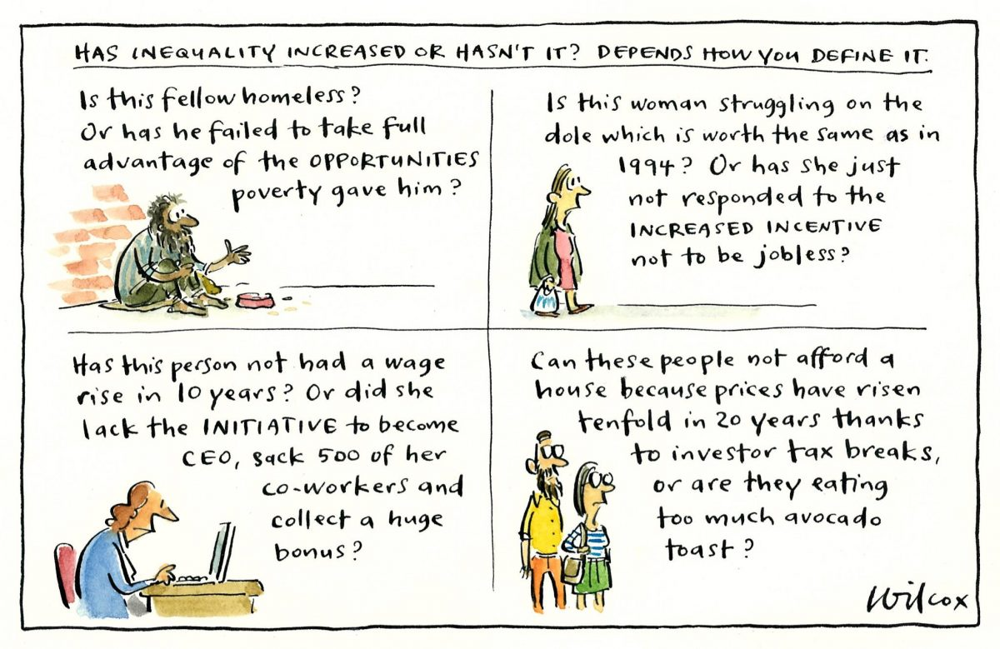 HAS INEQUALITY INCREASED OR HASN'T IT? DEPENDS HOW YOU DEFINE IT.
Is this fellow homeless?
Or has he failed to take full
advantage of the OPPORTUNITIES
poverty gave him?
Is this woman struggling on the
dole which is worth the same as in
1994? Or has she just
not responded to the
INCREASED INCENTIVE
not to be jobless?
Has this person not had a wage
rise in 10 years? Or did she
lack the INITIATIVE to become
CEO, sack 500 of her
co-workers and
collect a huge
bonus?
Can these people not afford a
house because prices have risen
tenfold in 20 years thanks
to investor tax breaks,
or are they eating
too much avocado
toast?
Wilcox